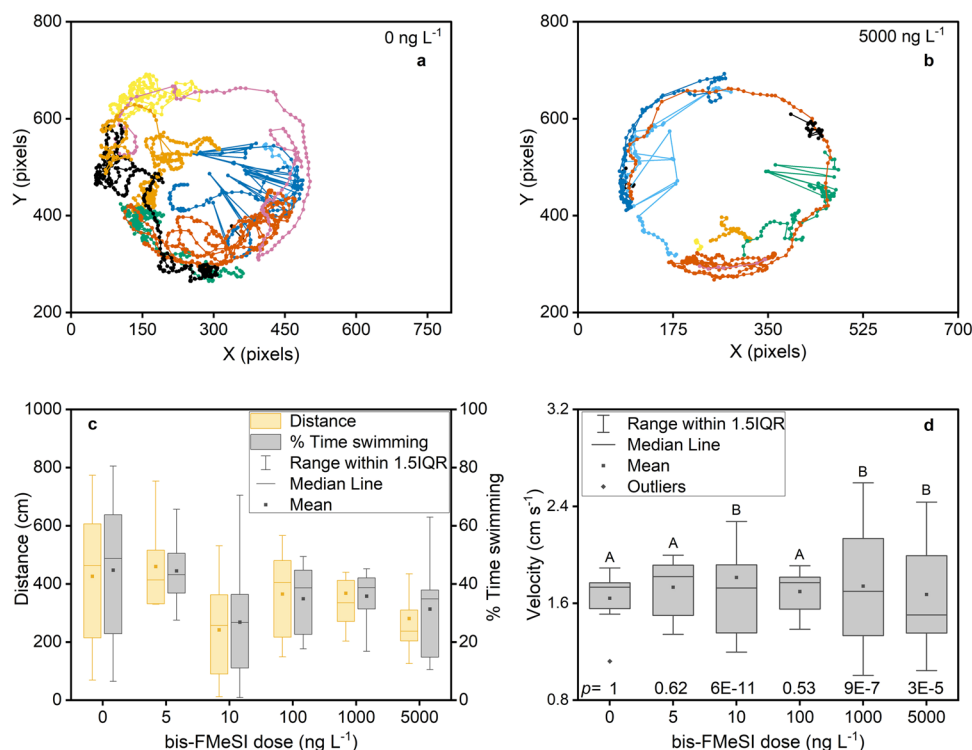 800
600
400
200
Y (pixels)
0 ng L⁻¹
a
0 150 300 450 600 750
X (pixels)
800
600
400
200
Y (pixels)
5000 ng L⁻¹
b
0 175 350 525 700
X (pixels)
1000
800
600
400
200
0
Distance (cm)
c
Distance
% Time swimming
Range within 1.5IQR
Median Line
Mean
100
80
60
40
20
0
% Time swimming
0 5 10 100 1000 5000
bis-FMeSI dose (ng L⁻¹)
3.2
2.4
1.6
0.8
Velocity (cm s⁻¹)
d
Range within 1.5IQR
Median Line
Mean
Outliers
A A B A B B
p= 1 0.62 6E-11 0.53 9E-7 3E-5
0 5 10 100 1000 5000
bis-FMeSI dose (ng L⁻¹)